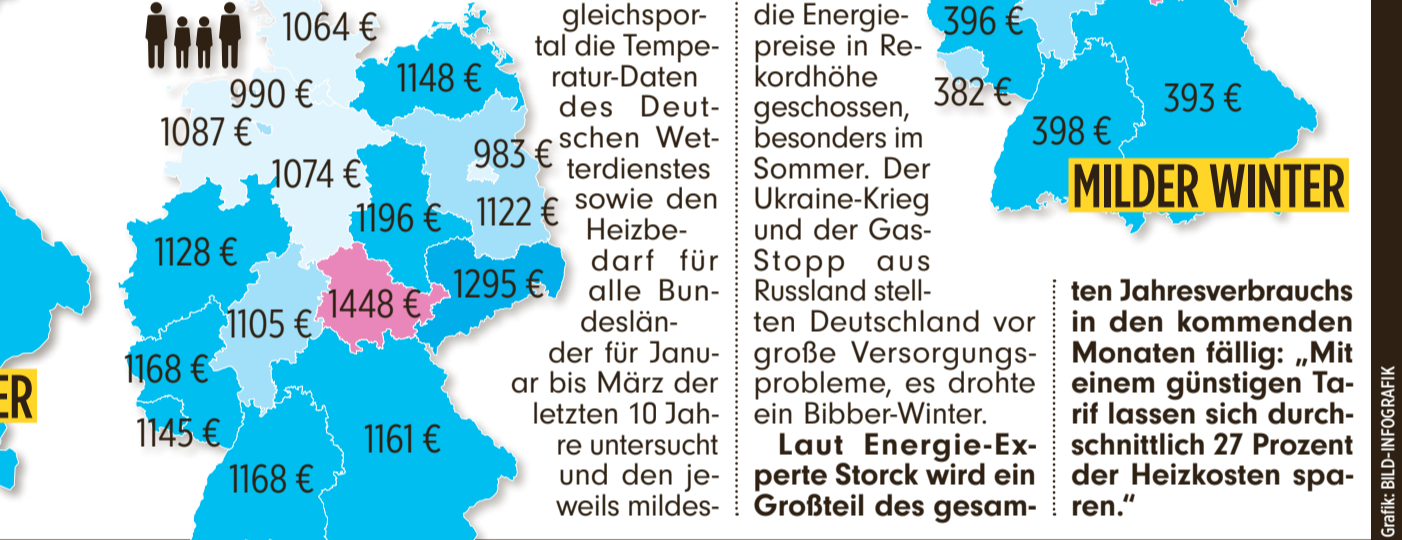 ER
1064 €
990 €
1148 €
1087 €
983 €
1074 €
1196 €
1122 €
1128 €
1295 €
1448 €
1105 €
1168 €
1145 €
1161 €
1168 €
gleichspor-
tal die Tempe-
ratur-Daten
des Deut-
schen Wet-
terdienstes
sowie den
Heizbe-
darf für
alle Bun-
deslän-
der für Janu-
ar bis März der
letzten 10 Jah-
re untersucht
und den je-
weils mildes-
die Energie-
preise in Re-
kordhöhe
geschossen,
besonders im
Sommer. Der
Ukraine-Krieg
und der Gas-
Stopp aus
Russland stell-
ten Deutschland vor
große Versorgungs-
probleme, es drohte
ein Bibber-Winter.
Laut Energie-Ex-
perte Storck wird ein
Großteil des gesam-
396 €
382 €
393 €
398 €
MILDER WINTER
ten Jahresverbrauchs
in den kommenden
Monaten fällig: „Mit
einem günstigen Ta-
rif lassen sich durch-
schnittlich 27 Prozent
der Heizkosten spa-
ren.“
Grafik: BILD-INFOGRAFIK